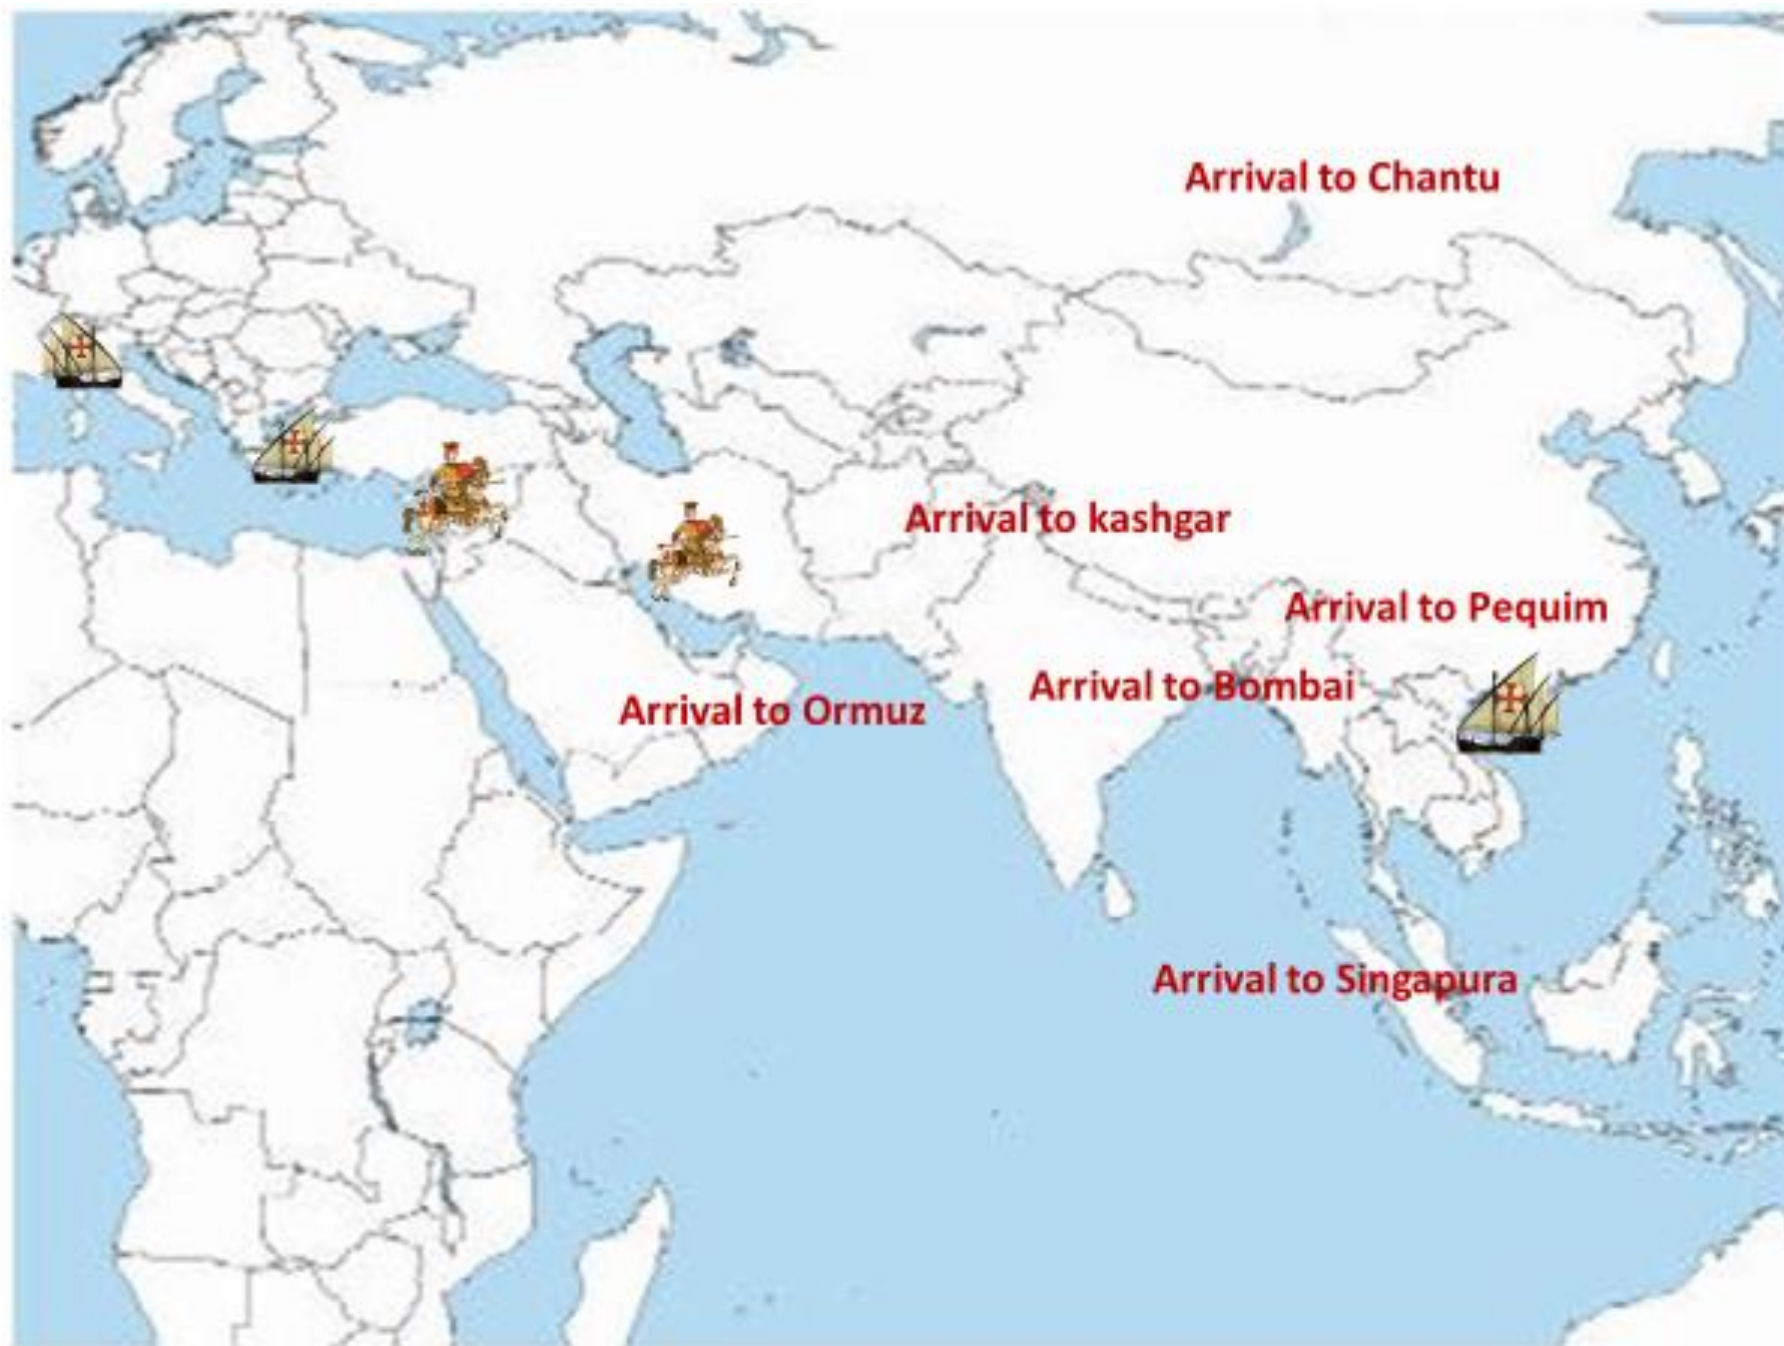 Arrival to Chantu
Arrival to kashgar
Arrival to Pequim
Arrival to Bombai
Arrival to Ormuz
Arrival to Singapura